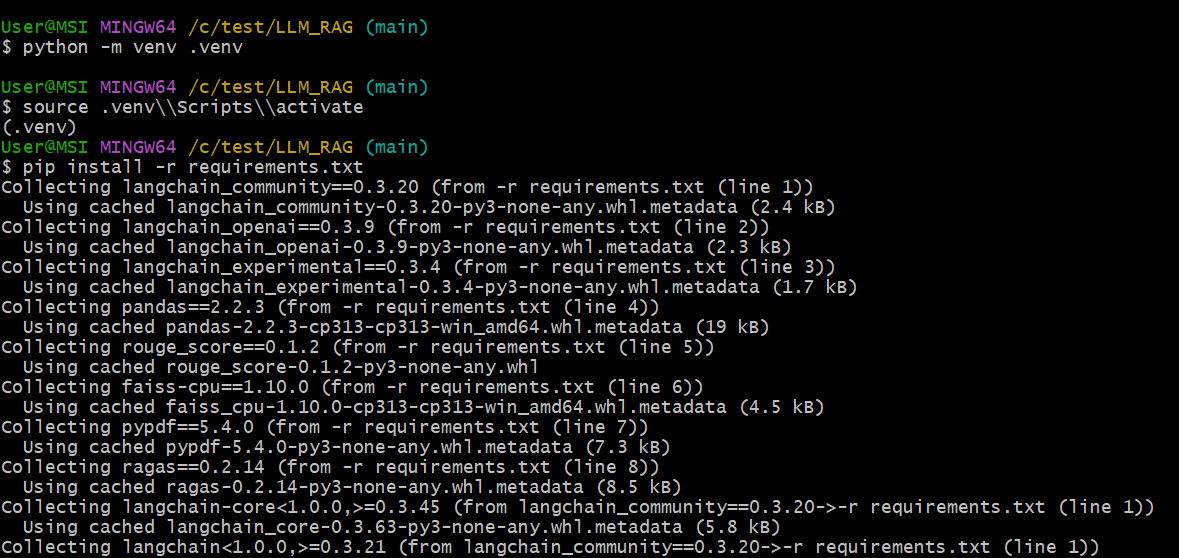 User@MSI MINGW64 /c/test/LLM_RAG (main)
$ python -m venv .venv
User@MSI MINGW64 /c/test/LLM_RAG (main)
$ source .venv\\Scripts\\activate
(.venv)
User@MSI MINGW64 /c/test/LLM_RAG (main)
$ pip install -r requirements.txt
Collecting langchain_community==0.3.20 (from -r requirements.txt (line 1))
  Using cached langchain_community-0.3.20-py3-none-any.whl.metadata (2.4 kB)
Collecting langchain_openai==0.3.9 (from -r requirements.txt (line 2))
  Using cached langchain_openai-0.3.9-py3-none-any.whl.metadata (2.3 kB)
Collecting langchain_experimental==0.3.4 (from -r requirements.txt (line 3))
  Using cached langchain_experimental-0.3.4-py3-none-any.whl.metadata (1.7 kB)
Collecting pandas==2.2.3 (from -r requirements.txt (line 4))
  Using cached pandas-2.2.3-cp313-cp313-win_amd64.whl.metadata (19 kB)
Collecting rouge_score==0.1.2 (from -r requirements.txt (line 5))
  Using cached rouge_score-0.1.2-py3-none-any.whl
Collecting faiss-cpu==1.10.0 (from -r requirements.txt (line 6))
  Using cached faiss_cpu-1.10.0-cp313-cp313-win_amd64.whl.metadata (4.5 kB)
Collecting pypdf==5.4.0 (from -r requirements.txt (line 7))
  Using cached pypdf-5.4.0-py3-none-any.whl.metadata (7.3 kB)
Collecting ragas==0.2.14 (from -r requirements.txt (line 8))
  Using cached ragas-0.2.14-py3-none-any.whl.metadata (8.5 kB)
Collecting langchain-core<1.0.0,>=0.3.45 (from langchain_community==0.3.20->-r requirements.txt (line 1))
  Using cached langchain_core-0.3.63-py3-none-any.whl.metadata (5.8 kB)
Collecting langchain<1.0.0,>=0.3.21 (from langchain_community==0.3.20->-r requirements.txt (line 1))